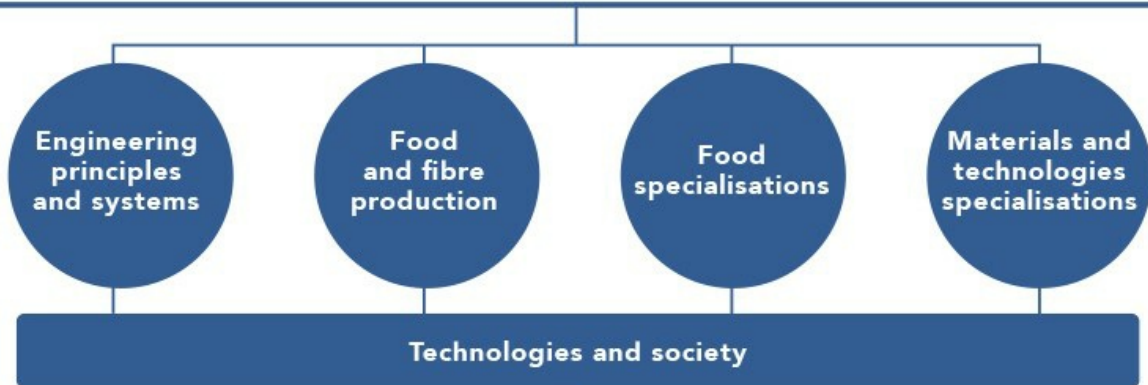 Engineering
principles
and systems
Food
and fibre
production
Food
specialisations
Materials and
technologies
specialisations
Technologies and society